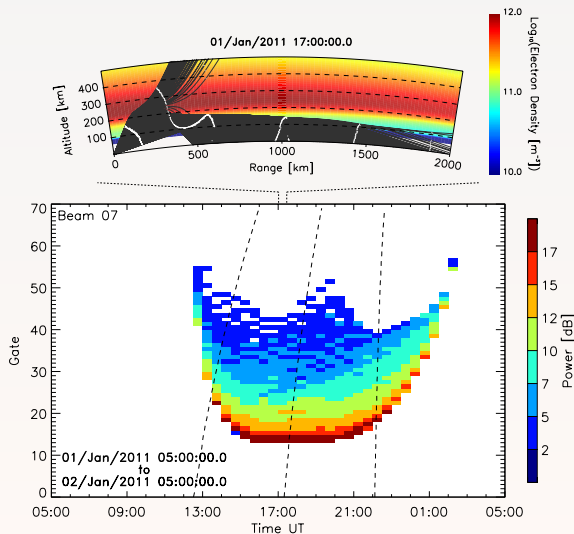 01/Jan/2011 17:00:00.0
Altitude [km]
400
300
200
100
0
500
1000
1500
2000
Range [km]
12.0
11.0
10.0
Log₁₀(Electron Density [m⁻³])
Beam 07
70
60
50
40
30
20
10
0
Gate
01/Jan/2011 05:00:00.0
to
02/Jan/2011 05:00:00.0
05:00 09:00 13:00 17:00 21:00 01:00 05:00
Time UT
17
15
12
10
7
5
2
Power [dB]